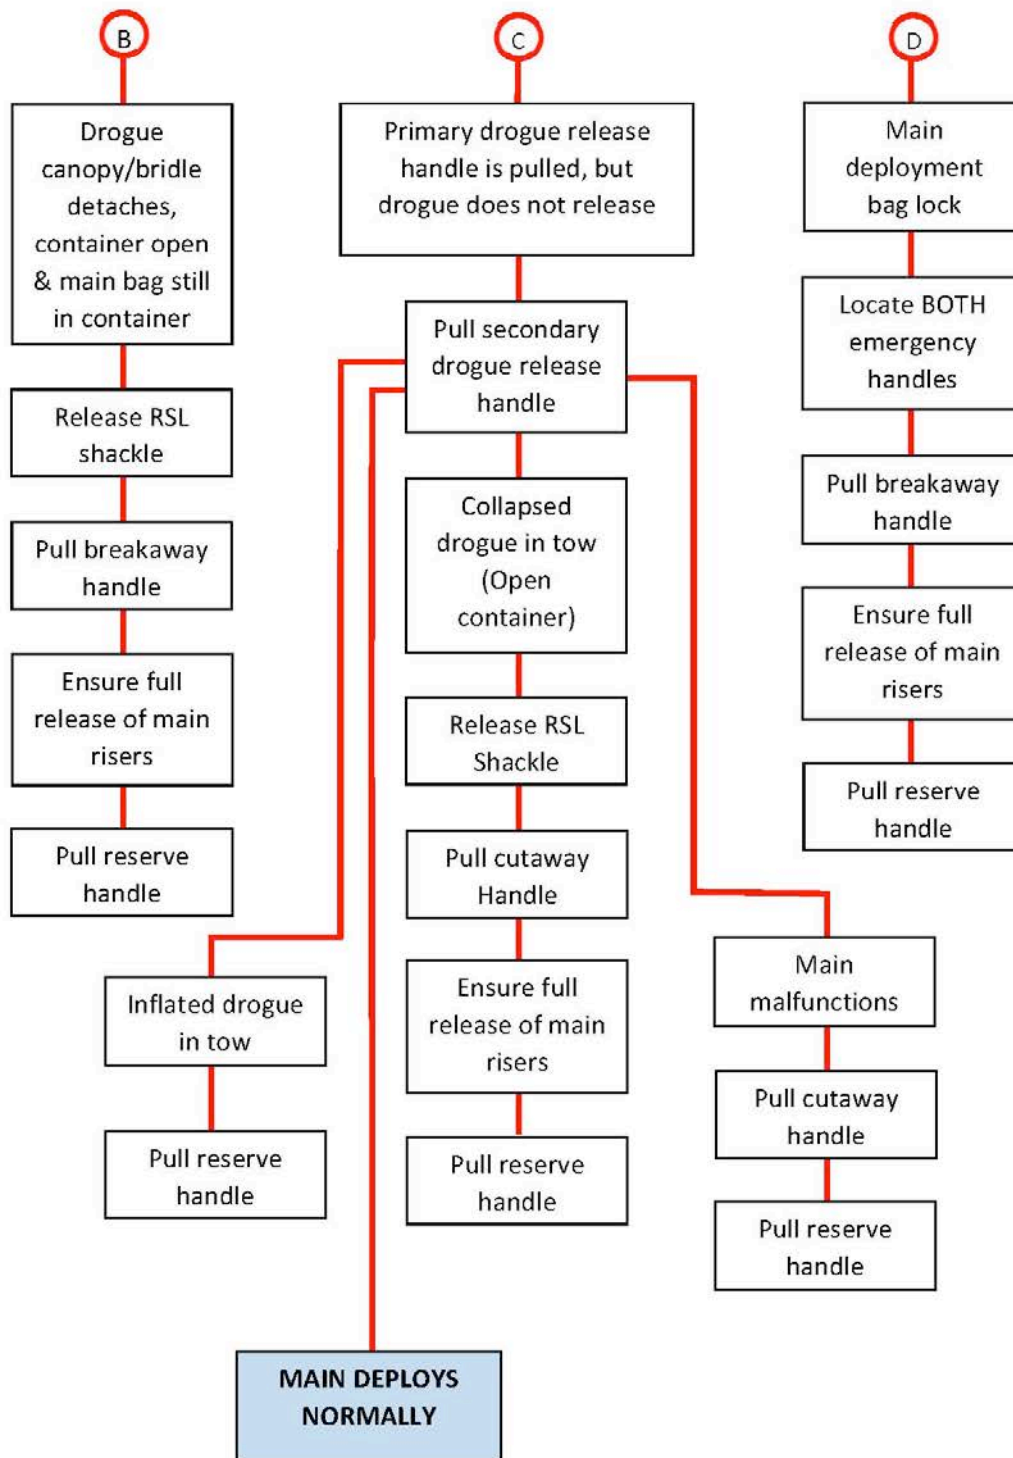 B
Drogue
canopy/bridle
detaches,
container open
& main bag still
in container
Release RSL
shackle
Pull breakaway
handle
Ensure full
release of main
risers
Pull reserve
handle
C
Primary drogue release
handle is pulled, but
drogue does not release
Pull secondary
drogue release
handle
Inflated drogue
in tow
Pull reserve
handle
MAIN DEPLOYS
NORMALLY
Collapsed
drogue in tow
(Open
container)
Release RSL
Shackle
Pull cutaway
Handle
Ensure full
release of main
risers
Pull reserve
handle
Main
malfunctions
Pull cutaway
handle
Pull reserve
handle
D
Main
deployment
bag lock
Locate BOTH
emergency
handles
Pull breakaway
handle
Ensure full
release of main
risers
Pull reserve
handle